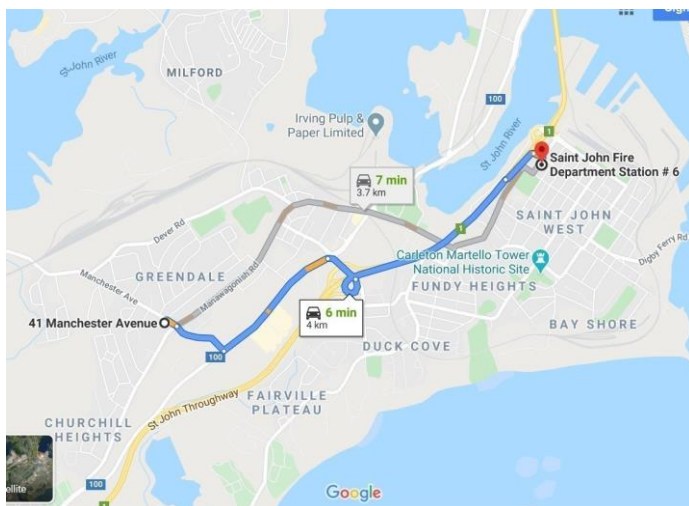 St John River
MILFORD
100
Irving Pulp &
Paper Limited
1
St John River
Saint John Fire
Department Station # 6
7 min
3.7 km
Dever Rd
1
SAINT JOHN
WEST
Digby Ferry Rd
Manchester Ave
GREENDALE
Manawagonish Rd
Carleton Martello Tower
National Historic Site
FUNDY HEIGHTS
41 Manchester Avenue
6 min
4 km
BAY SHORE
100
DUCK COVE
St John Throughway
FAIRVILLE
PLATEAU
CHURCHILL
HEIGHTS
ellite
100
Google